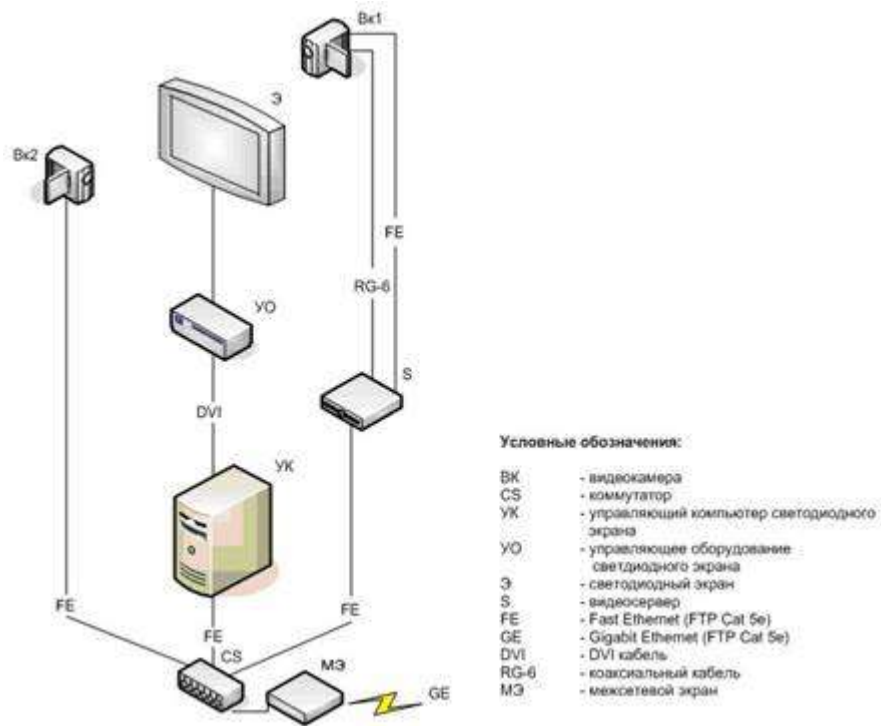 Вк1
Э
Вк2
FE
RG-6
УО
S
DVI
УК
FE
FE
FE
CS
МЭ
GE
Условные обозначения:
ВК - видеокамера
CS - коммутатор
УК - управляющий компьютер светодиодного
экрана
УО - управляющее оборудование
светдиодного экрана
Э - светодиодный экран
S - видеосервер
FE - Fast Ethernet (FTP Cat 5e)
GE - Gigabit Ethernet (FTP Cat 5e)
DVI - DVI кабель
RG-6 - коаксиальный кабель
МЭ - межсетевой экран